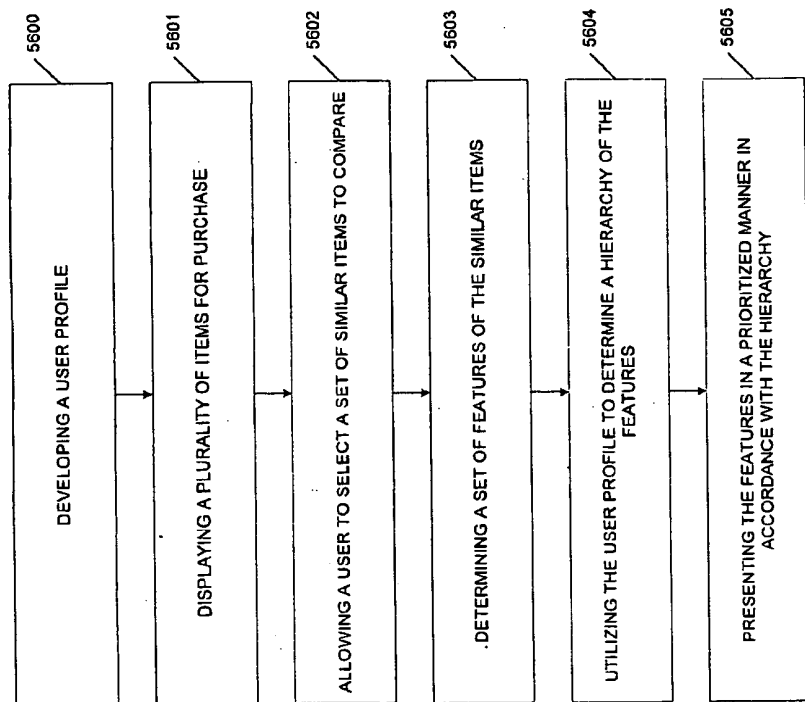 5600
DEVELOPING A USER PROFILE
5601
DISPLAYING A PLURALITY OF ITEMS FOR PURCHASE
5602
ALLOWING A USER TO SELECT A SET OF SIMILAR ITEMS TO COMPARE
5603
DETERMINING A SET OF FEATURES OF THE SIMILAR ITEMS
5604
UTILIZING THE USER PROFILE TO DETERMINE A HIERARCHY OF THE
FEATURES
5605
PRESENTING THE FEATURES IN A PRIORITIZED MANNER IN
ACCORDANCE WITH THE HIERARCHY